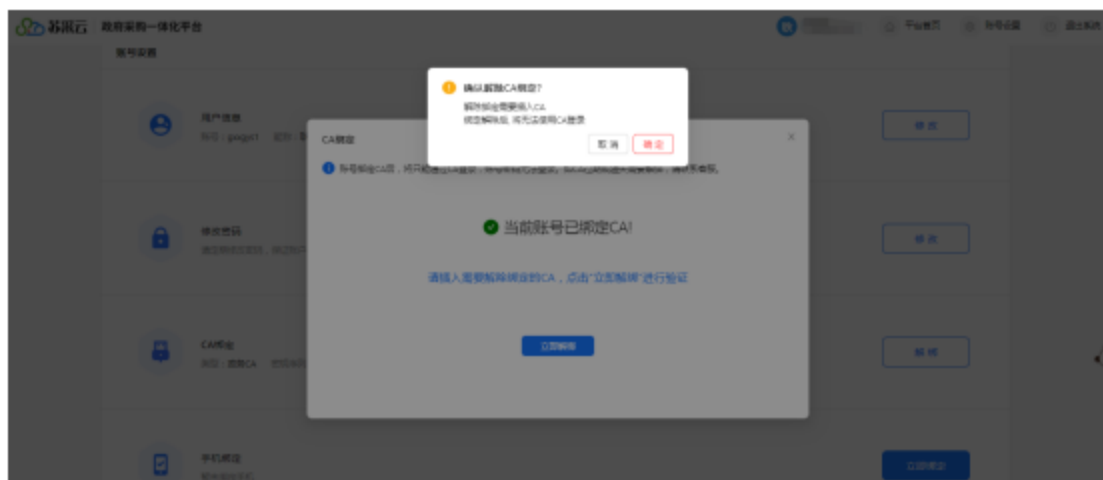 苏采云 政府采购一体化平台
平台首页 账号设置 退出系统
账号设置
确认解除CA绑定?
解除绑定需要插入CA
绑定解除后, 将无法使用CA登录
取消 确定
用户信息
修改
CA绑定
当前账号已绑定CA!
修改密码
修改
请插入需要解除绑定的CA，点击“立即解绑”进行验证
CA绑定
立即解绑
解绑
手机绑定
立即绑定